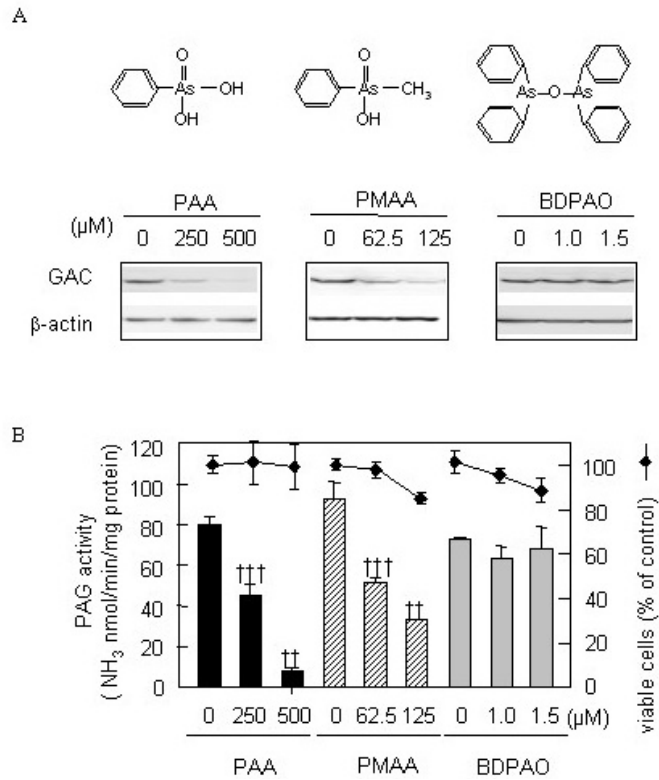 A
O
As OH
OH
O
As CH3
OH
As O As
PAA PMAA BDPAO
(μM) 0 250 500 0 62.5 125 0 1.0 1.5
GAC
β-actin
B
PAG activity
( NH3 nmol/min/mg protein)
120
100
80
60
40
20
0
††† †† ††† ††
100
80
60
40
20
0
viable cells (% of control)
0 250 500 0 62.5 125 0 1.0 1.5 (μM)
PAA PMAA BDPAO